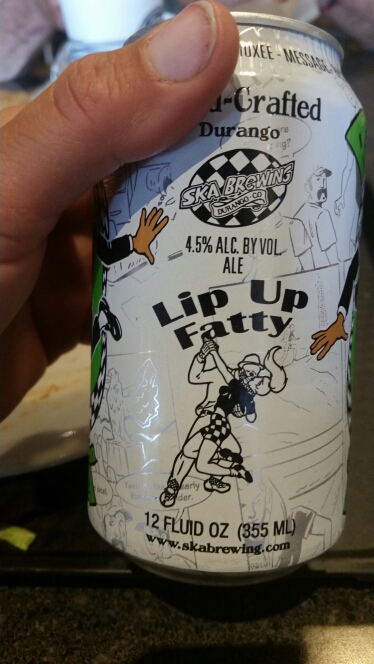 - MESSAGE
-Crafted
Durango
SKA BREWING
DURANGO CO
4.5% ALC. BY VOL.
ALE
Lip Up
Fatty
12 FLUID OZ (355 ML)
www.skabrewing.com